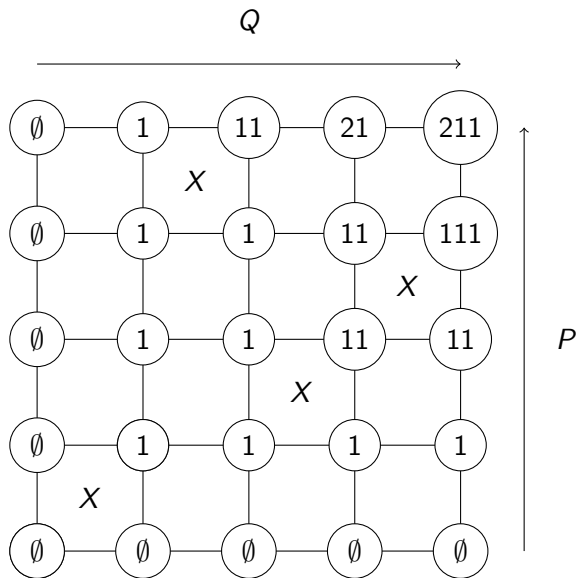 Q
∅ 1 11 21 211
X
∅ 1 1 11 111
X
P
∅ 1 1 11 11
X
∅ 1 1 1 1
X
∅ ∅ ∅ ∅ ∅